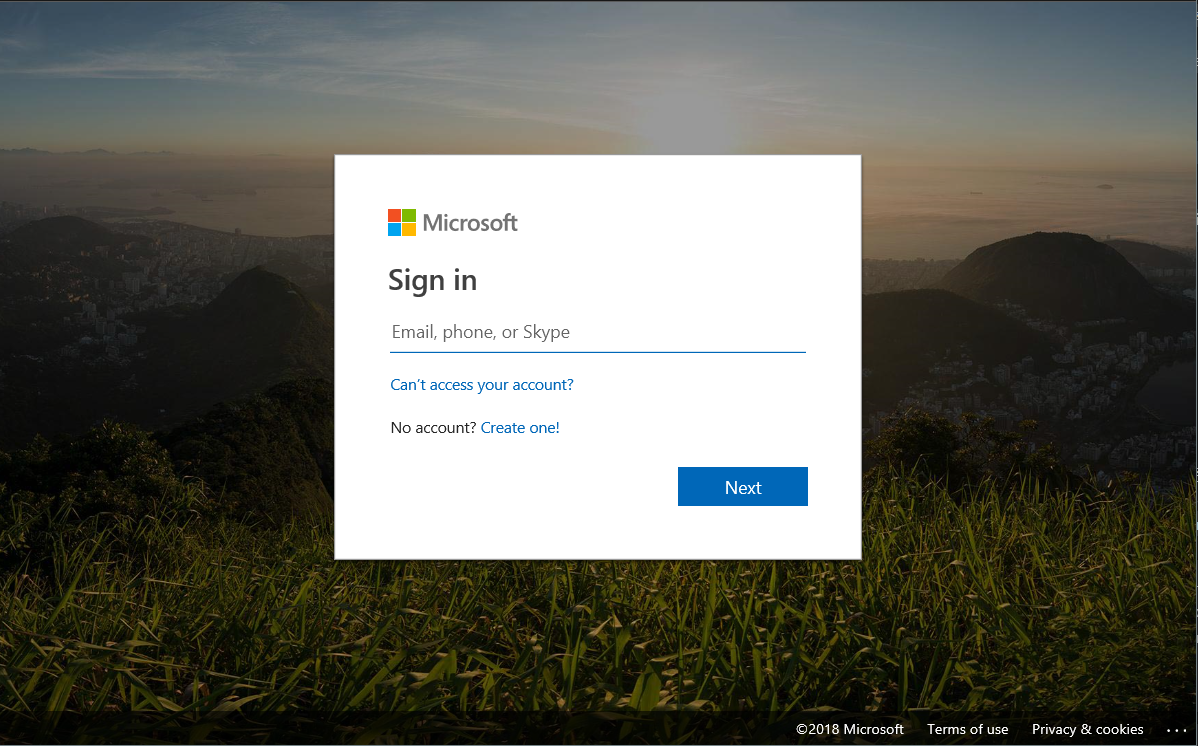 Microsoft
Sign in
Email, phone, or Skype
Can't access your account?
No account? Create one!
Next
©2018 Microsoft Terms of use Privacy & cookies ...